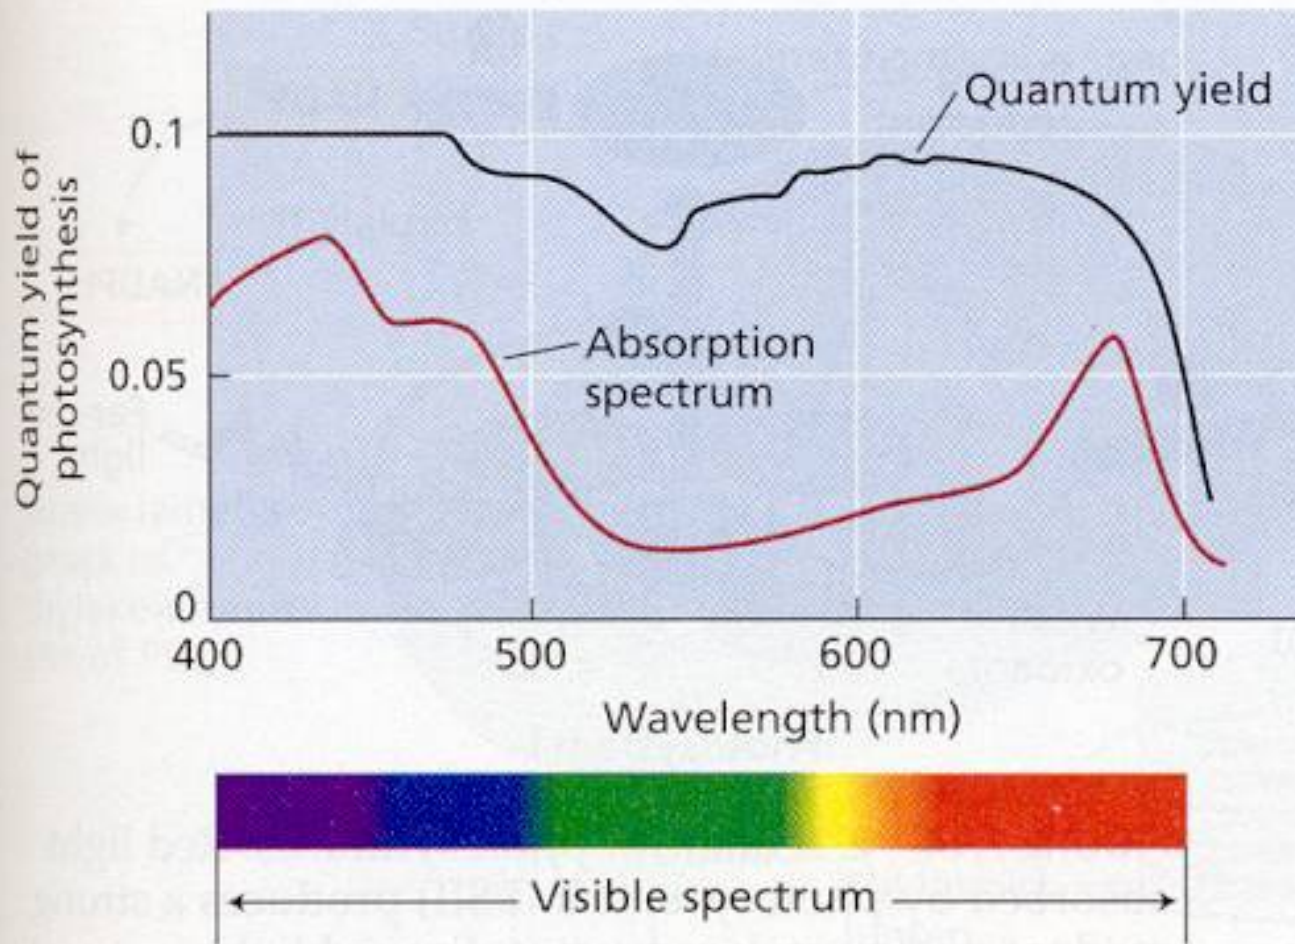 Quantum yield of
photosynthesis
0.1
0.05
0
Quantum yield
Absorption
spectrum
400
500
600
700
Wavelength (nm)
Visible spectrum